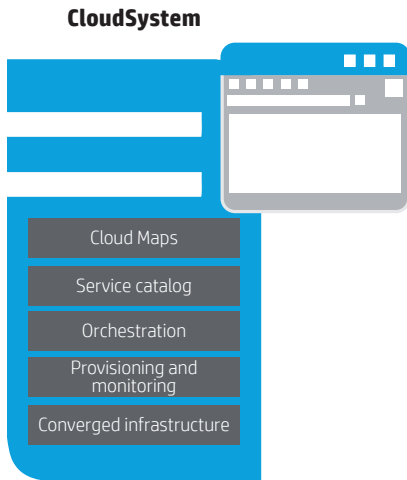 CloudSystem
Cloud Maps
Service catalog
Orchestration
Provisioning and
monitoring
Converged infrastructure